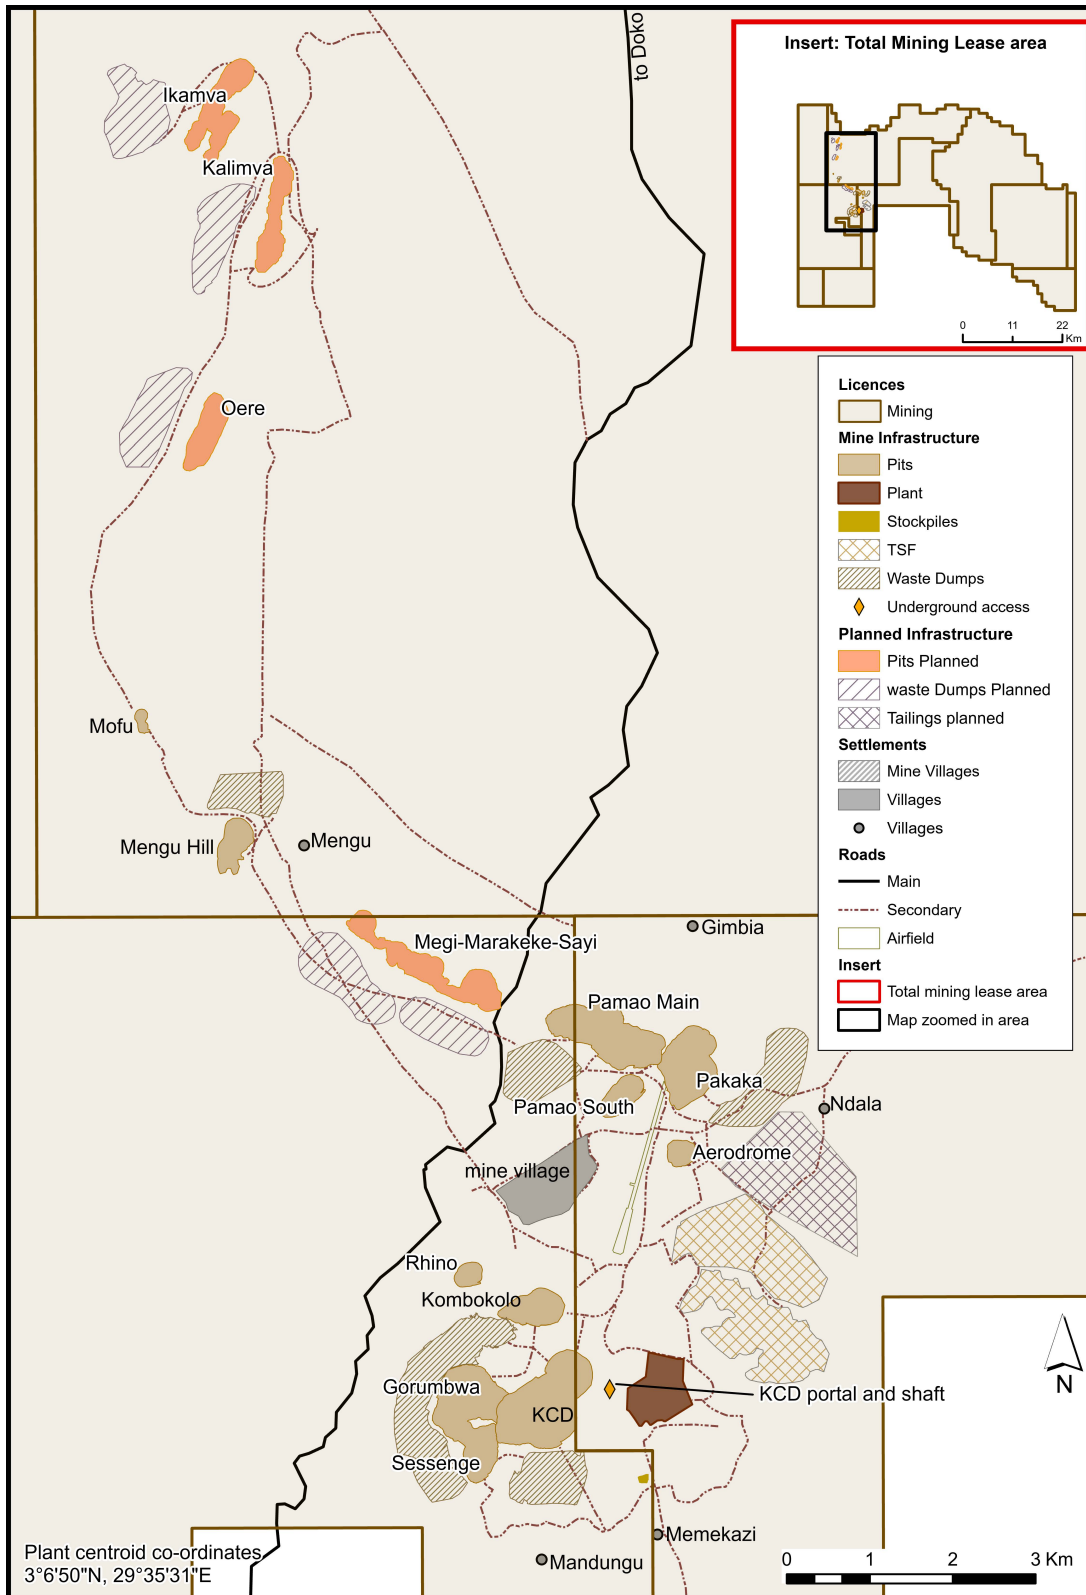 to Doko
Insert: Total Mining Lease area
0 11 22
Km
Ikamva
Kalimva
Oere
Mofu
Mengu Hill
Mengu
Megi-Marakeke-Sayi
Gimbia
Pamao Main
Pakaka
Pamao South
Ndala
Aerodrome
mine village
Rhino
Kombokolo
Gorumbwa
KCD
KCD portal and shaft
Sessenge
Memekazi
Mandungu
Licences
Mining
Mine Infrastructure
Pits
Plant
Stockpiles
TSF
Waste Dumps
Underground access
Planned Infrastructure
Pits Planned
waste Dumps Planned
Tailings planned
Settlements
Mine Villages
Villages
Villages
Roads
Main
Secondary
Airfield
Insert
Total mining lease area
Map zoomed in area
N
Plant centroid co-ordinates
3°6'50"N, 29°35'31"E
0 1 2 3 Km